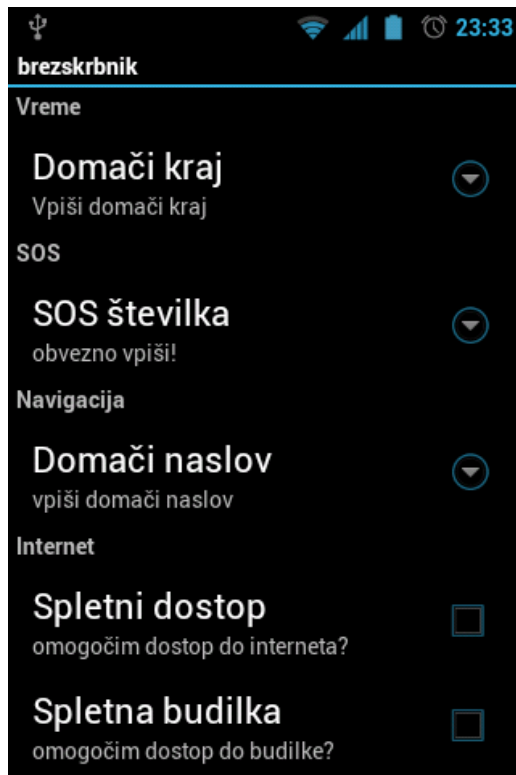 23:33
brezskrbnik
Vreme
Domači kraj
Vpiši domači kraj
SOS
SOS številka
obvezno vpiši!
Navigacija
Domači naslov
vpiši domači naslov
Internet
Spletni dostop
omogočim dostop do interneta?
Spletna budilka
omogočim dostop do budilke?